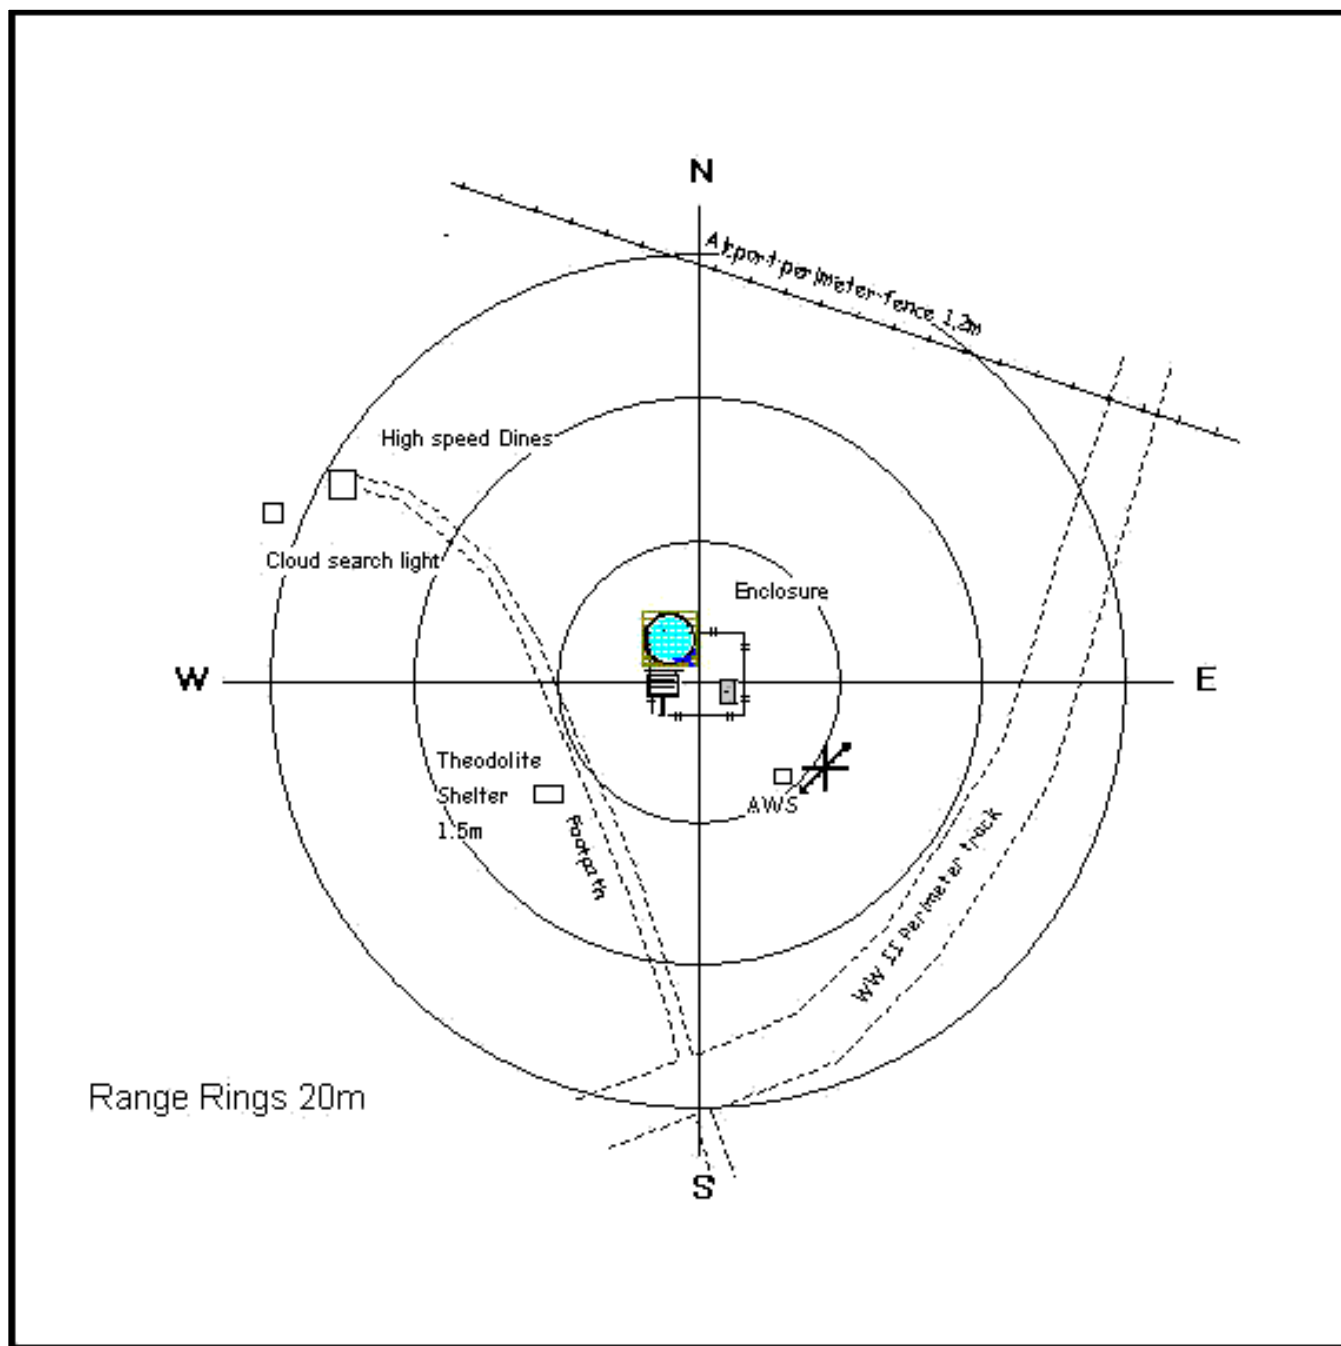 N
Airport perimeter fence 1.2m
High speed Dines
Cloud search light
Enclosure
W
E
Theodolite
Shelter
1.5m
AWS
Footpath
WW II Perimeter track
Range Rings 20m
S